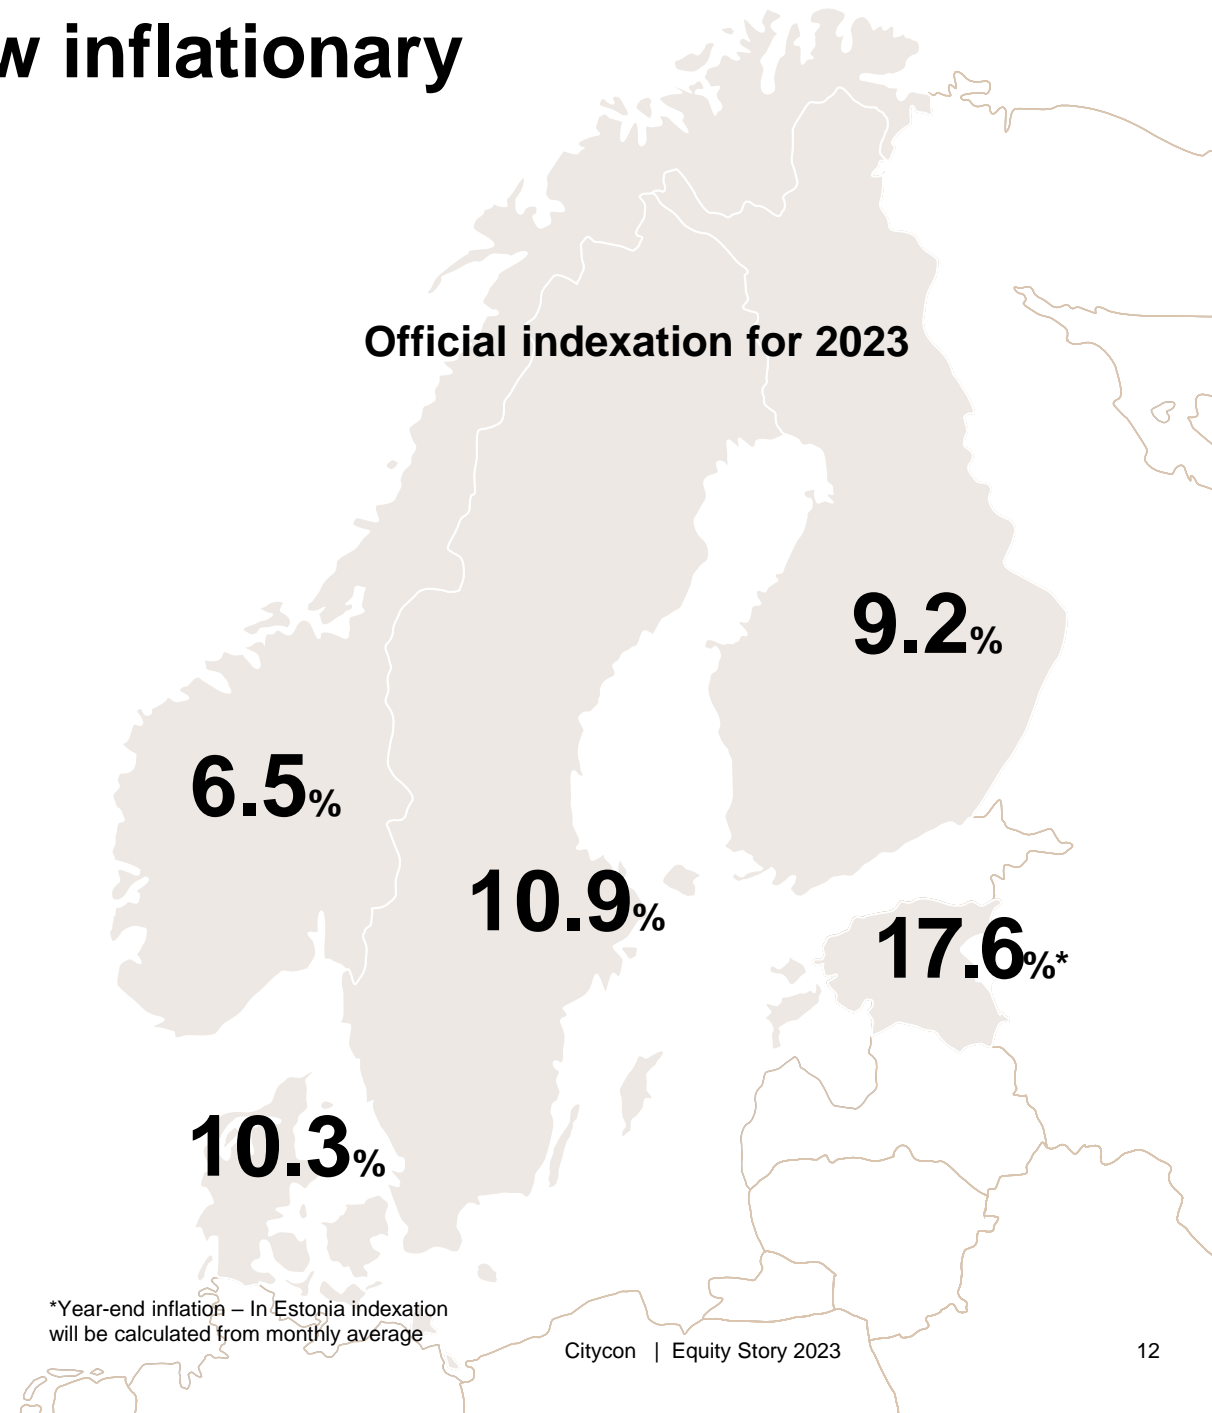 w inflationary
Official indexation for 2023
9.2%
6.5%
10.9%
17.6%*
10.3%
*Year-end inflation – In Estonia indexation
will be calculated from monthly average
Citycon | Equity Story 2023
12